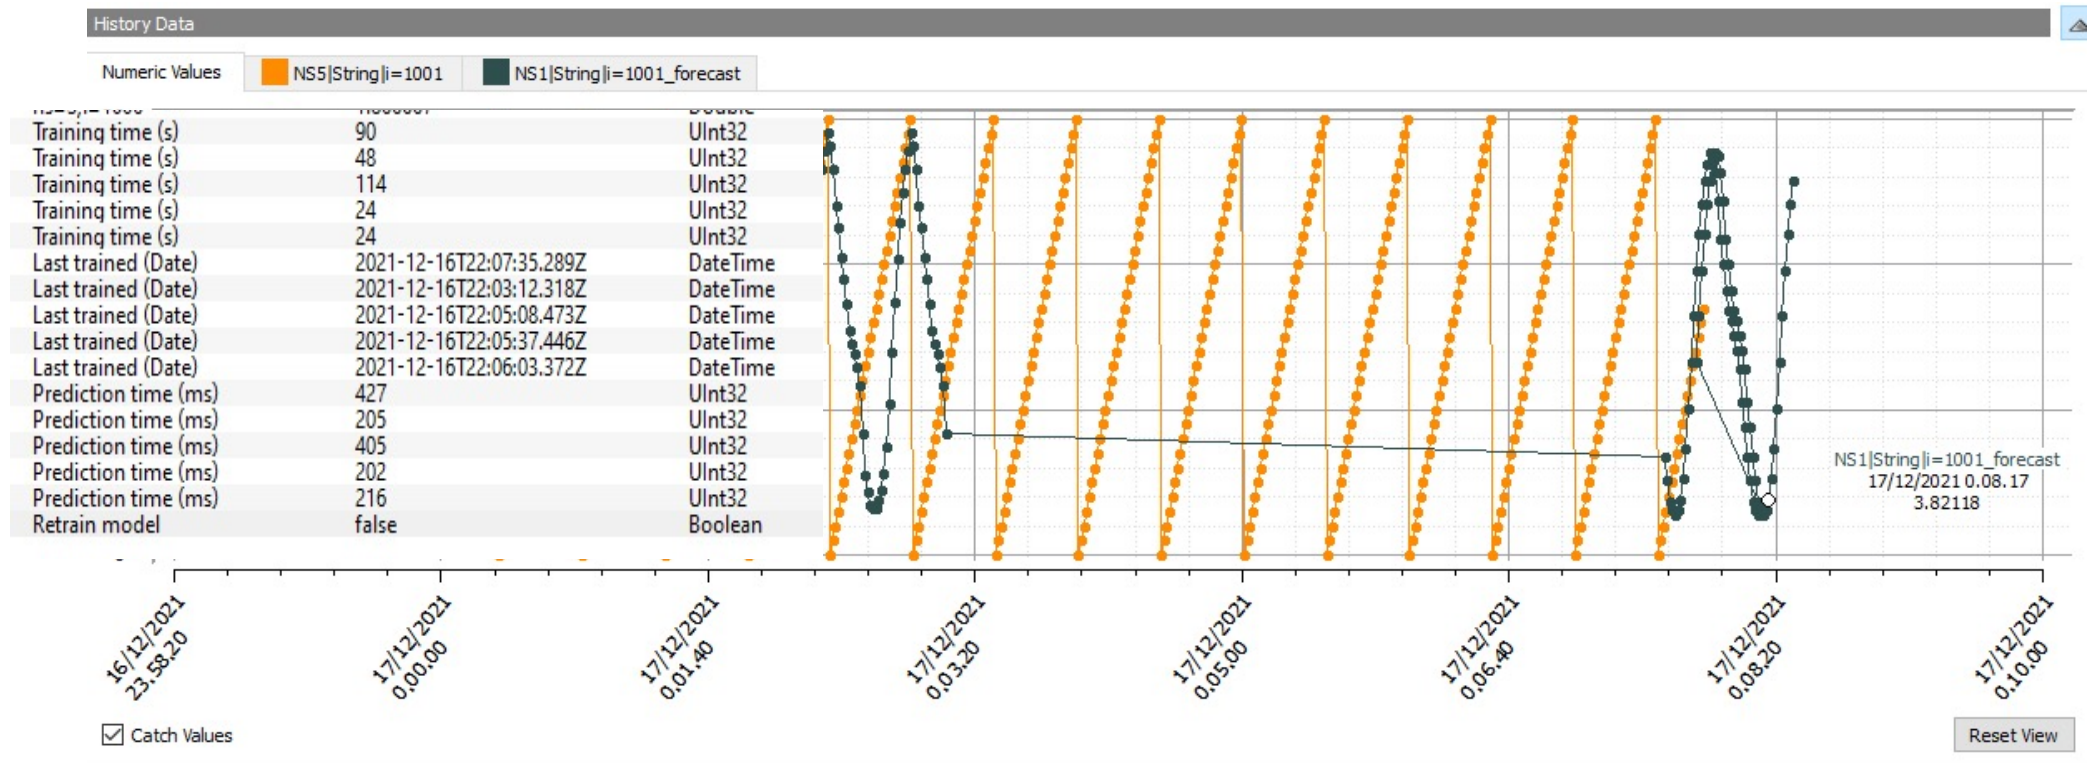 History Data
Numeric Values NS5|String|i=1001 NS1|String|i=1001_forecast
Training time (s) 90 UInt32
Training time (s) 48 UInt32
Training time (s) 114 UInt32
Training time (s) 24 UInt32
Training time (s) 24 UInt32
Last trained (Date) 2021-12-16T22:07:35.289Z DateTime
Last trained (Date) 2021-12-16T22:03:12.318Z DateTime
Last trained (Date) 2021-12-16T22:05:08.473Z DateTime
Last trained (Date) 2021-12-16T22:05:37.446Z DateTime
Last trained (Date) 2021-12-16T22:06:03.372Z DateTime
Prediction time (ms) 427 UInt32
Prediction time (ms) 205 UInt32
Prediction time (ms) 405 UInt32
Prediction time (ms) 202 UInt32
Prediction time (ms) 216 UInt32
Retrain model false Boolean
NS1|String|i=1001_forecast
17/12/2021 0.08.17
3.82118
16/12/2021
23.58.20
17/12/2021
0.00.00
17/12/2021
0.01.40
17/12/2021
0.03.20
17/12/2021
0.05.00
17/12/2021
0.06.40
17/12/2021
0.08.20
17/12/2021
0.10.00
Catch Values
Reset View